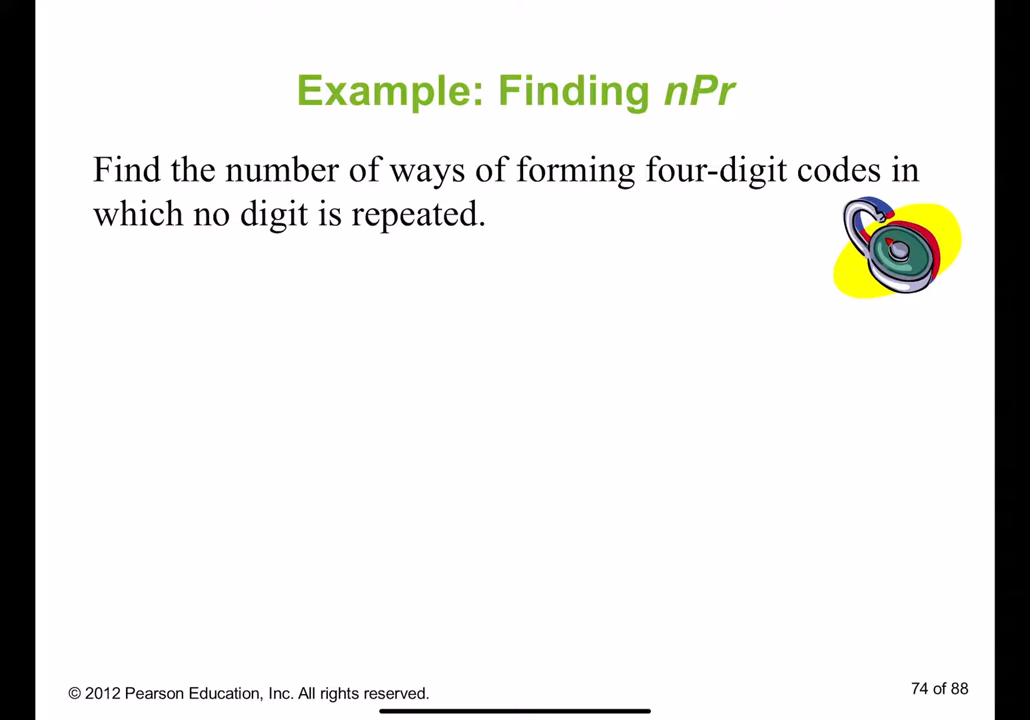 Example: Finding nPr
Find the number of ways of forming four-digit codes in
which no digit is repeated.
© 2012 Pearson Education, Inc. All rights reserved.
74 of 88